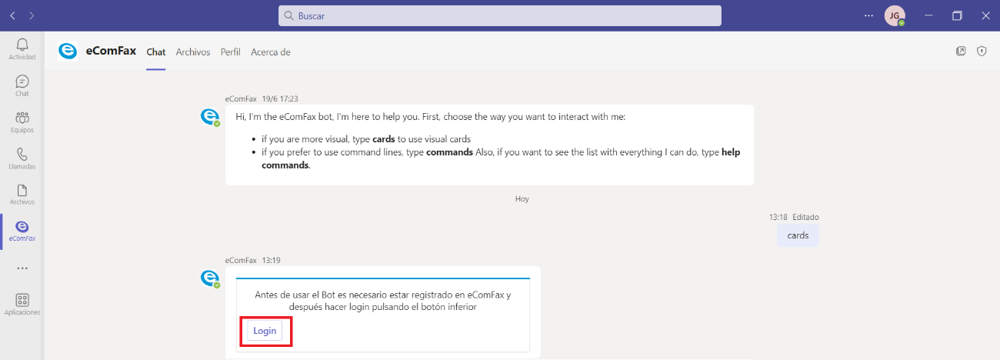 Buscar
JG
Actividad
Chat
Equipos
Llamadas
Archivos
eComFax
Aplicaciones
eComFax Chat Archivos Perfil Acerca de
eComFax 19/6 17:23
Hi, I'm the eComFax bot, I'm here to help you. First, choose the way you want to interact with me:
• if you are more visual, type cards to use visual cards
• if you prefer to use command lines, type commands Also, if you want to see the list with everything I can do, type help
commands.
Hoy
13:18 Editado
cards
eComFax 13:19
Antes de usar el Bot es necesario estar registrado en eComFax y
después hacer login pulsando el botón inferior
Login